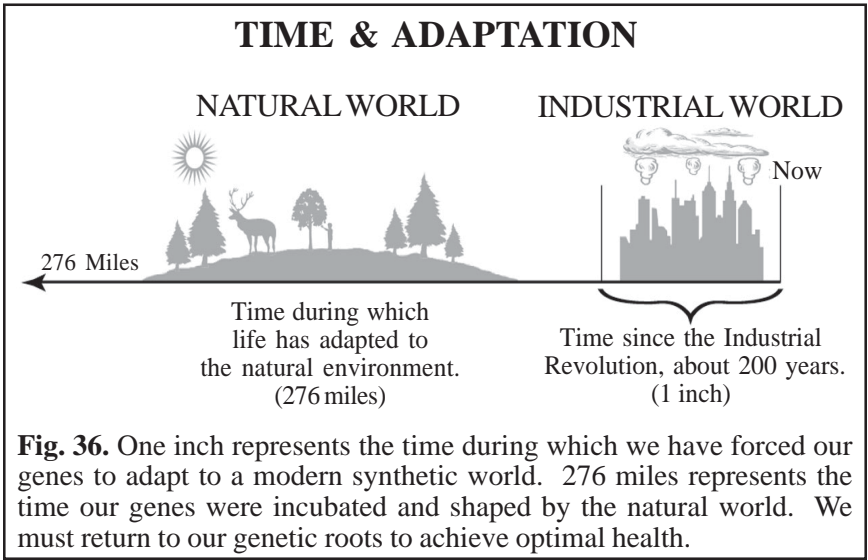 TIME & ADAPTATION
NATURAL WORLD
INDUSTRIAL WORLD
Now
276 Miles
Time during which
life has adapted to
the natural environment.
(276 miles)
Time since the Industrial
Revolution, about 200 years.
(1 inch)
Fig. 36. One inch represents the time during which we have forced our
genes to adapt to a modern synthetic world. 276 miles represents the
time our genes were incubated and shaped by the natural world. We
must return to our genetic roots to achieve optimal health.